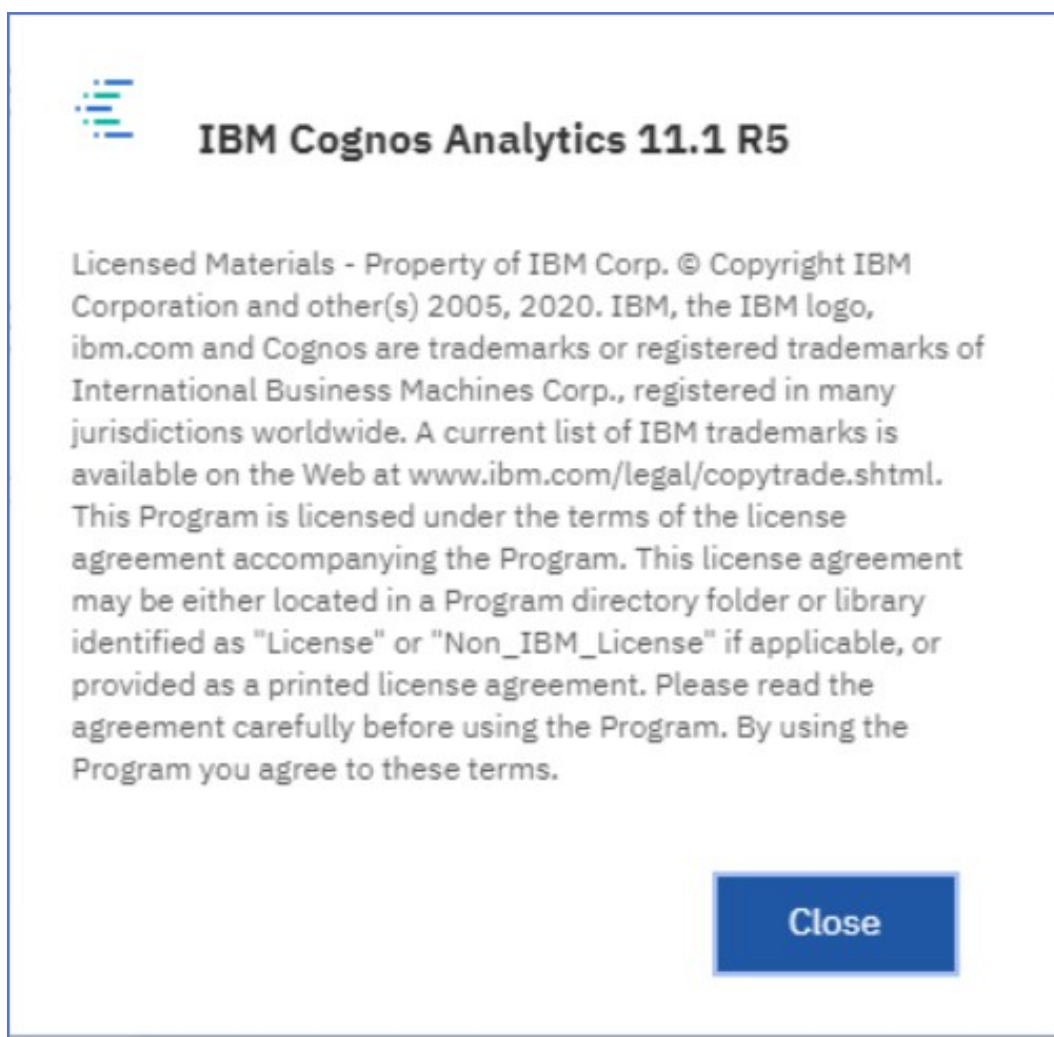 IBM Cognos Analytics 11.1 R5
Licensed Materials - Property of IBM Corp. © Copyright IBM
Corporation and other(s) 2005, 2020. IBM, the IBM logo,
ibm.com and Cognos are trademarks or registered trademarks of
International Business Machines Corp., registered in many
jurisdictions worldwide. A current list of IBM trademarks is
available on the Web at www.ibm.com/legal/copytrade.shtml.
This Program is licensed under the terms of the license
agreement accompanying the Program. This license agreement
may be either located in a Program directory folder or library
identified as "License" or "Non_IBM_License" if applicable, or
provided as a printed license agreement. Please read the
agreement carefully before using the Program. By using the
Program you agree to these terms.
Close